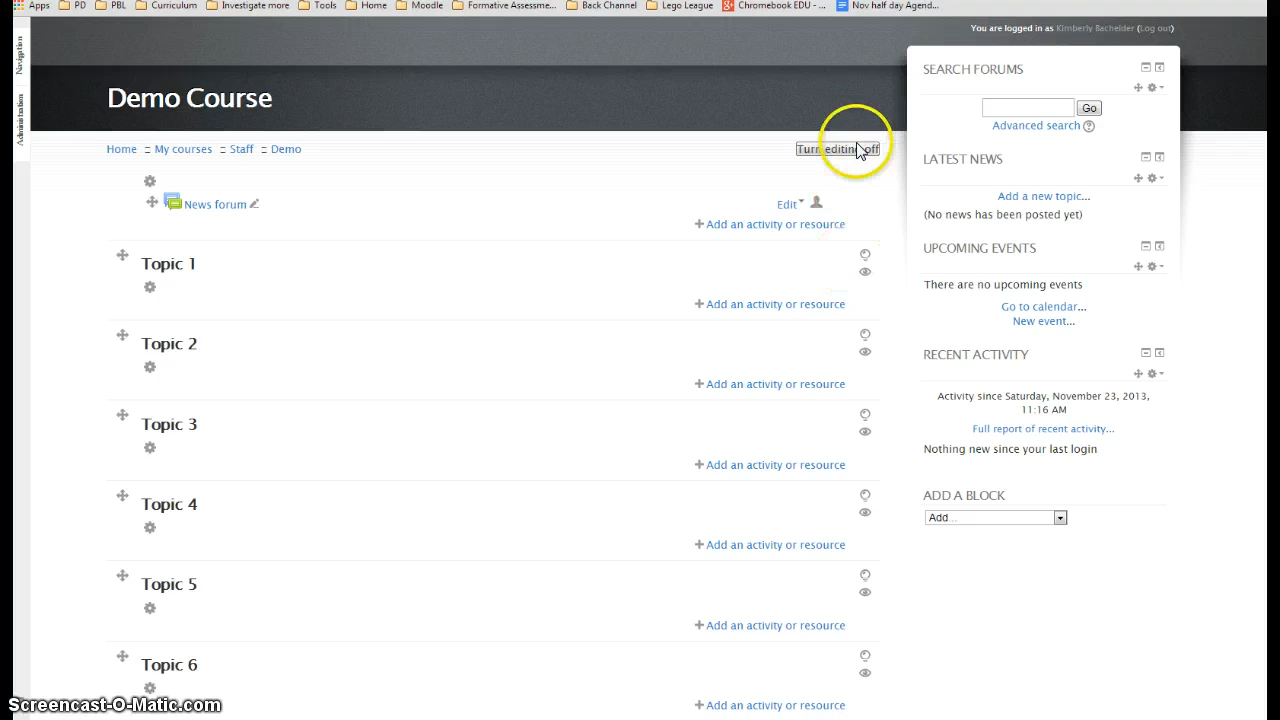 Apps PD PBL Curriculum Investigate more Tools Home Moodle Formative Assessme... Back Channel Lego League Chromebook EDU - ... Nov half day Agend...
You are logged in as Kimberly Bachelder (Log out)
Navigation
Administration
Demo Course
Home My courses Staff Demo
Turn editing off
News forum
Edit
+ Add an activity or resource
Topic 1
+ Add an activity or resource
Topic 2
+ Add an activity or resource
Topic 3
+ Add an activity or resource
Topic 4
+ Add an activity or resource
Topic 5
+ Add an activity or resource
Topic 6
+ Add an activity or resource
SEARCH FORUMS
Go
Advanced search ?
LATEST NEWS
Add a new topic...
(No news has been posted yet)
UPCOMING EVENTS
There are no upcoming events
Go to calendar...
New event...
RECENT ACTIVITY
Activity since Saturday, November 23, 2013,
11:16 AM
Full report of recent activity...
Nothing new since your last login
ADD A BLOCK
Add...
Screencast-O-Matic.com